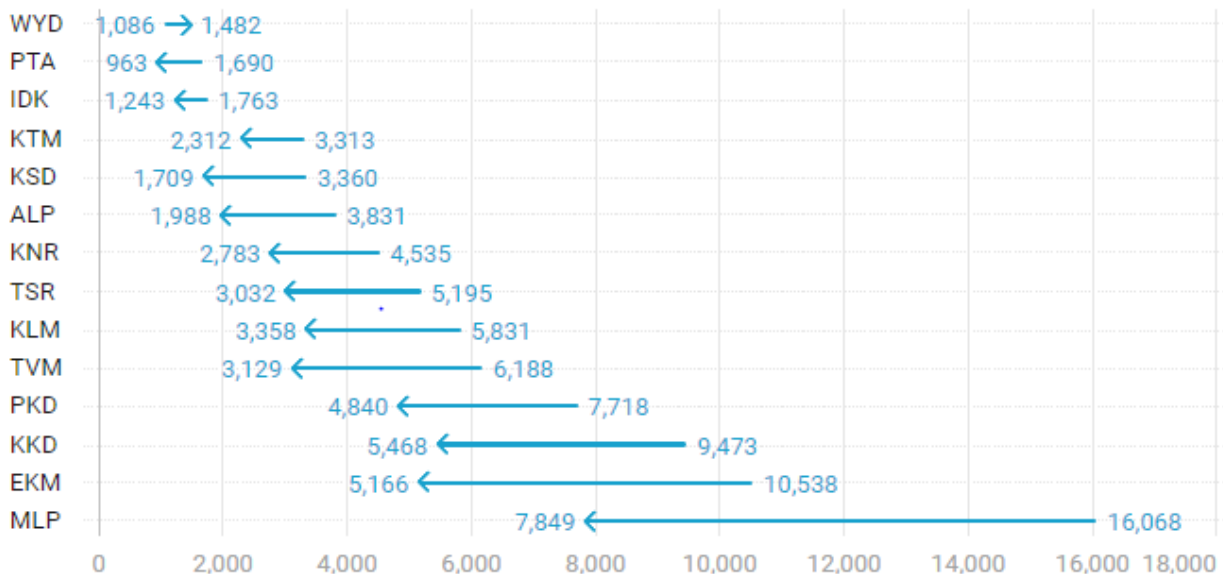 WYD 1,086 1,482
PTA 963 1,690
IDK 1,243 1,763
KTM 2,312 3,313
KSD 1,709 3,360
ALP 1,988 3,831
KNR 2,783 4,535
TSR 3,032 5,195
KLM 3,358 5,831
TVM 3,129 6,188
PKD 4,840 7,718
KKD 5,468 9,473
EKM 5,166 10,538
MLP 7,849 16,068
0 2,000 4,000 6,000 8,000 10,000 12,000 14,000 16,000 18,000